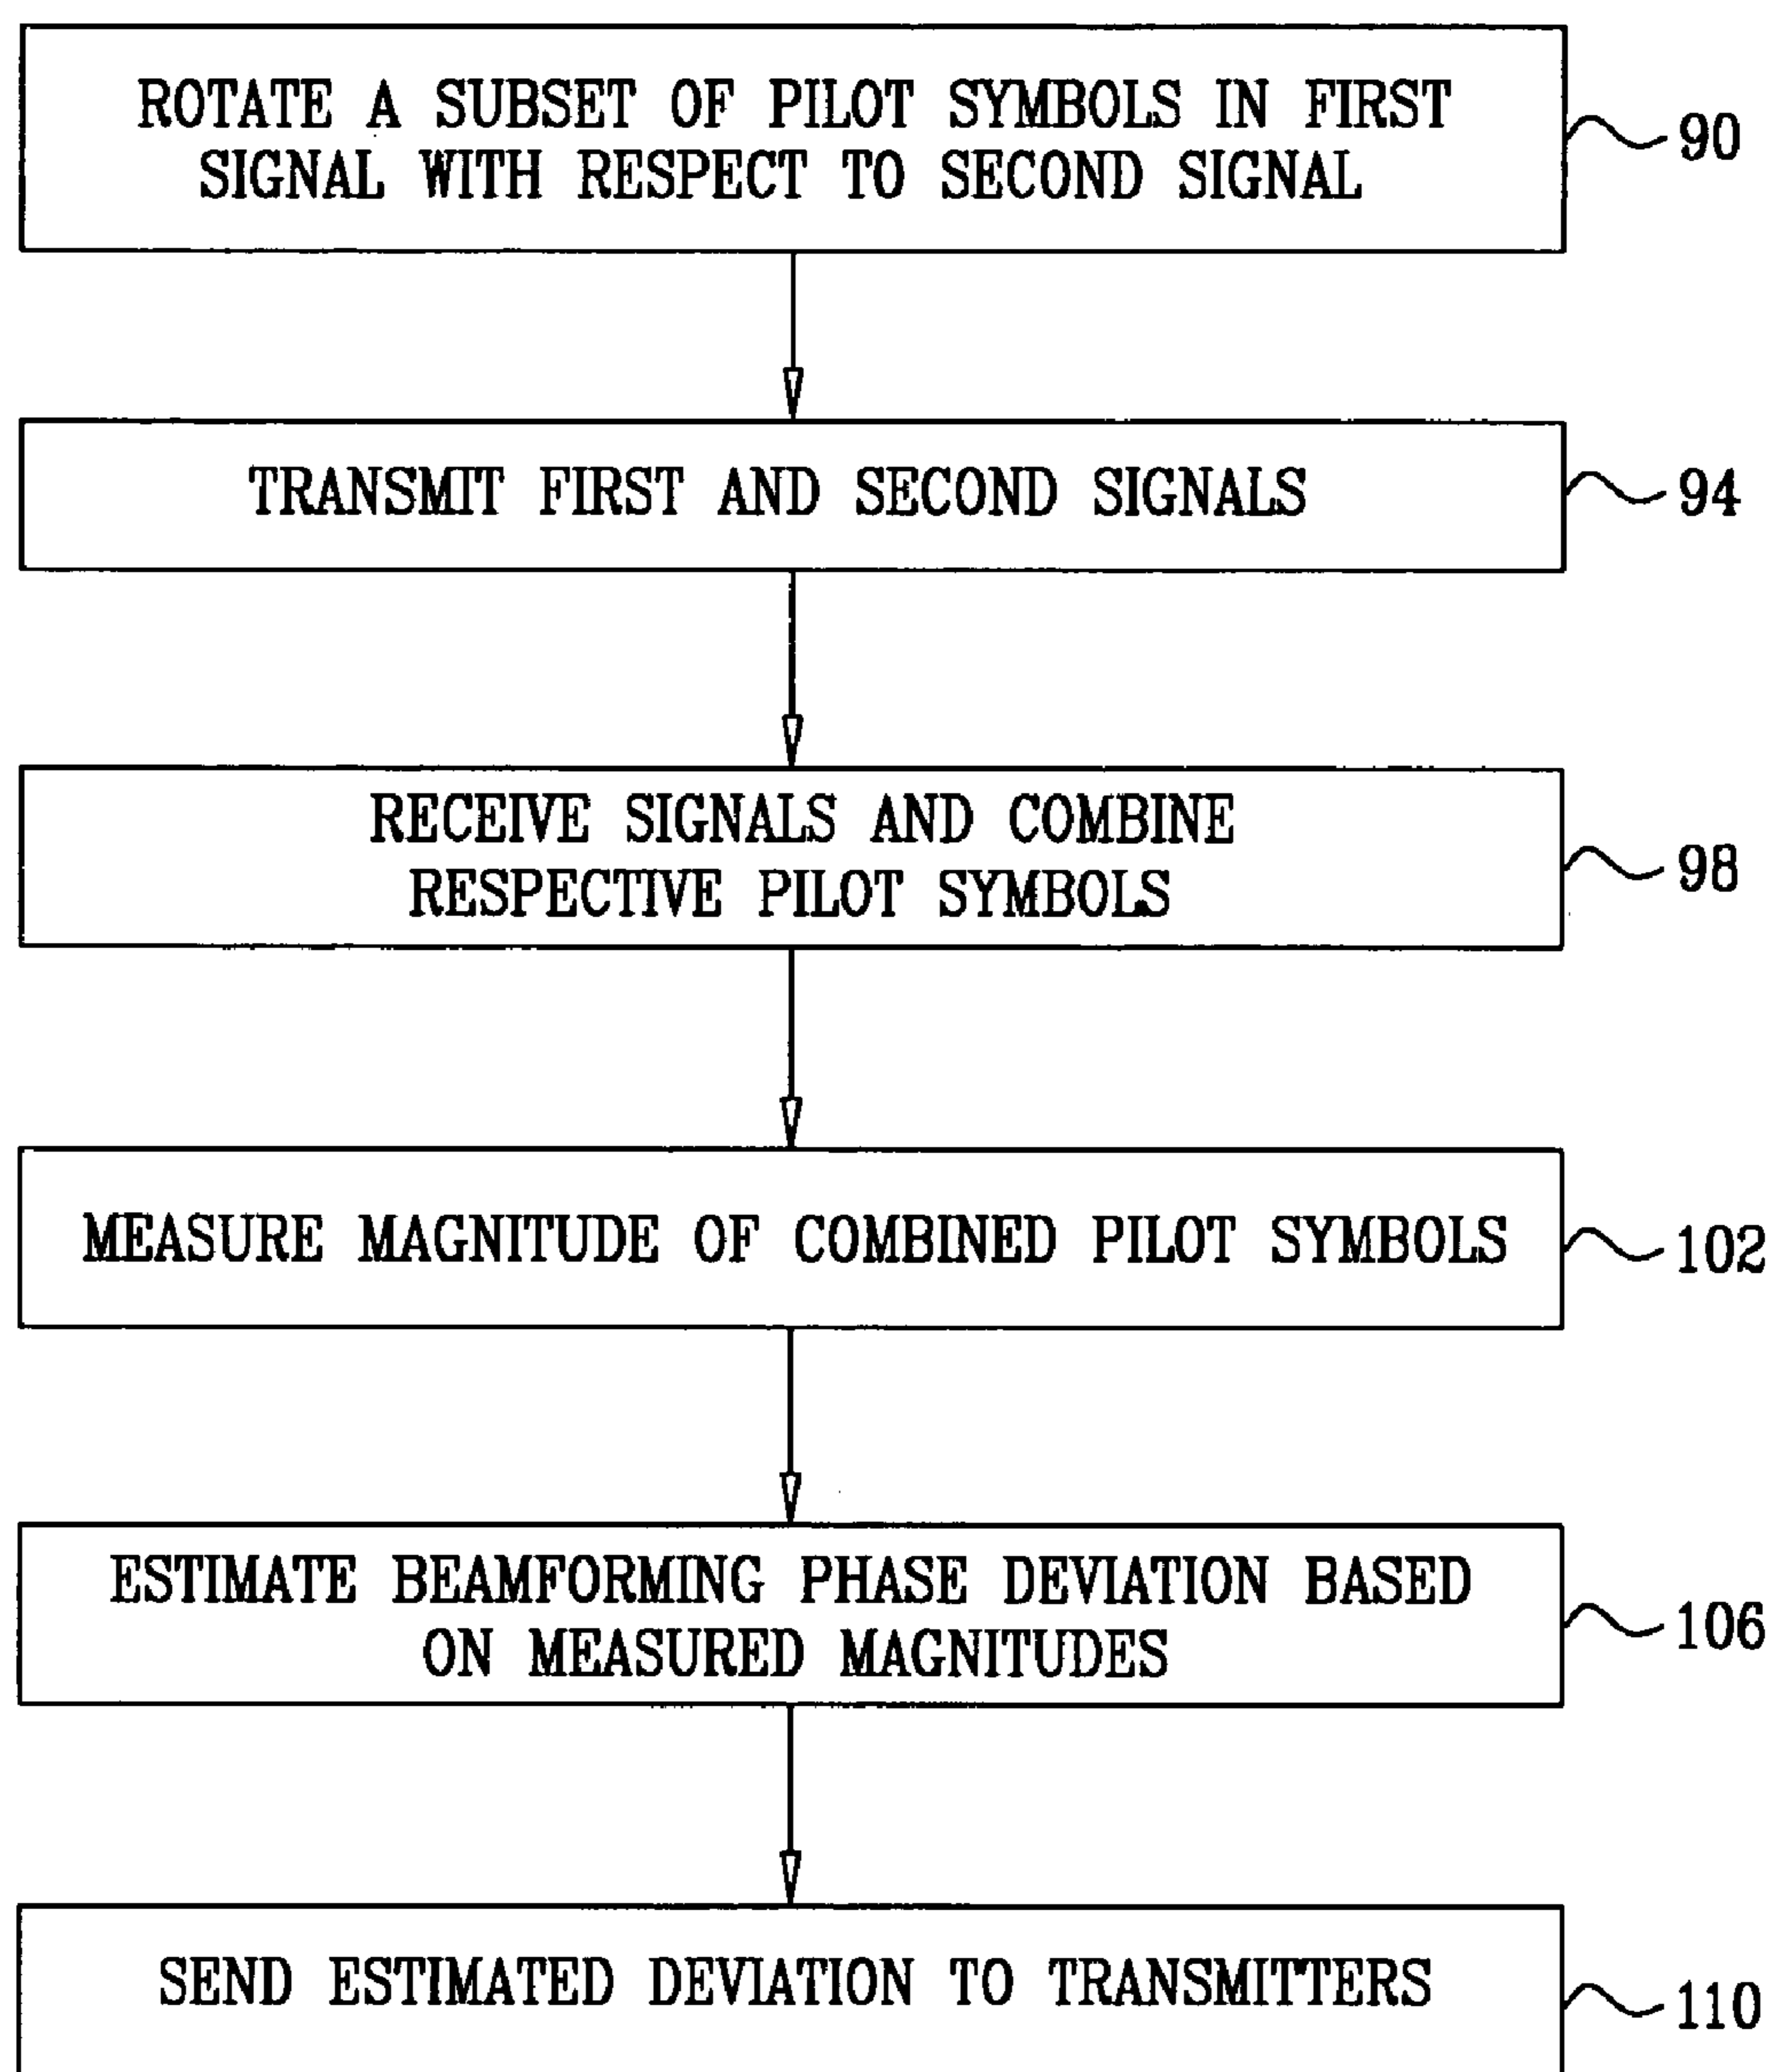 ROTATE A SUBSET OF PILOT SYMBOLS IN FIRST
SIGNAL WITH RESPECT TO SECOND SIGNAL
90
TRANSMIT FIRST AND SECOND SIGNALS
94
RECEIVE SIGNALS AND COMBINE
RESPECTIVE PILOT SYMBOLS
98
MEASURE MAGNITUDE OF COMBINED PILOT SYMBOLS
102
ESTIMATE BEAMFORMING PHASE DEVIATION BASED
ON MEASURED MAGNITUDES
106
SEND ESTIMATED DEVIATION TO TRANSMITTERS
110